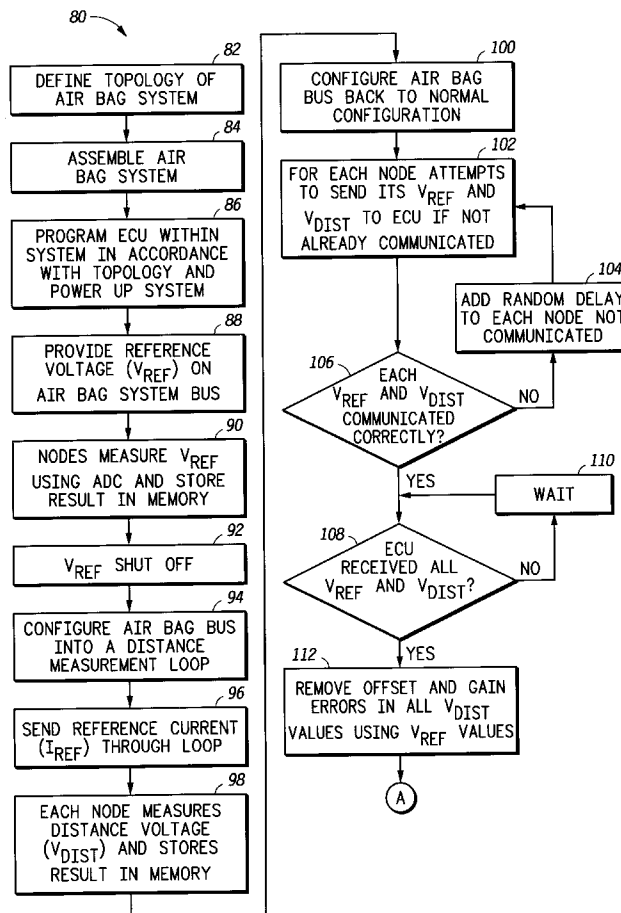 80
82
DEFINE TOPOLOGY OF
AIR BAG SYSTEM
84
ASSEMBLE AIR
BAG SYSTEM
86
PROGRAM ECU WITHIN
SYSTEM IN ACCORDANCE
WITH TOPOLOGY AND
POWER UP SYSTEM
88
PROVIDE REFERENCE
VOLTAGE (VREF) ON
AIR BAG SYSTEM BUS
90
NODES MEASURE VREF
USING ADC AND STORE
RESULT IN MEMORY
92
VREF SHUT OFF
94
CONFIGURE AIR BAG BUS
INTO A DISTANCE
MEASUREMENT LOOP
96
SEND REFERENCE CURRENT
(IREF) THROUGH LOOP
98
EACH NODE MEASURES
DISTANCE VOLTAGE
(VDIST) AND STORES
RESULT IN MEMORY
100
CONFIGURE AIR BAG
BUS BACK TO NORMAL
CONFIGURATION
102
FOR EACH NODE ATTEMPTS
TO SEND ITS VREF AND
VDIST TO ECU IF NOT
ALREADY COMMUNICATED
104
ADD RANDOM DELAY
TO EACH NODE NOT
COMMUNICATED
106
EACH
VREF AND VDIST
COMMUNICATED
CORRECTLY?
NO
YES
110
WAIT
108
ECU
RECEIVED ALL
VREF AND VDIST?
NO
YES
112
REMOVE OFFSET AND GAIN
ERRORS IN ALL VDIST
VALUES USING VREF VALUES
A